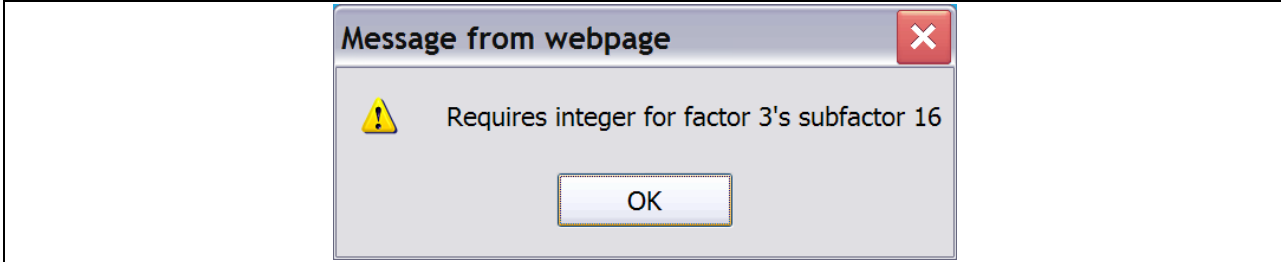 Message from webpage
Requires integer for factor 3's subfactor 16
OK